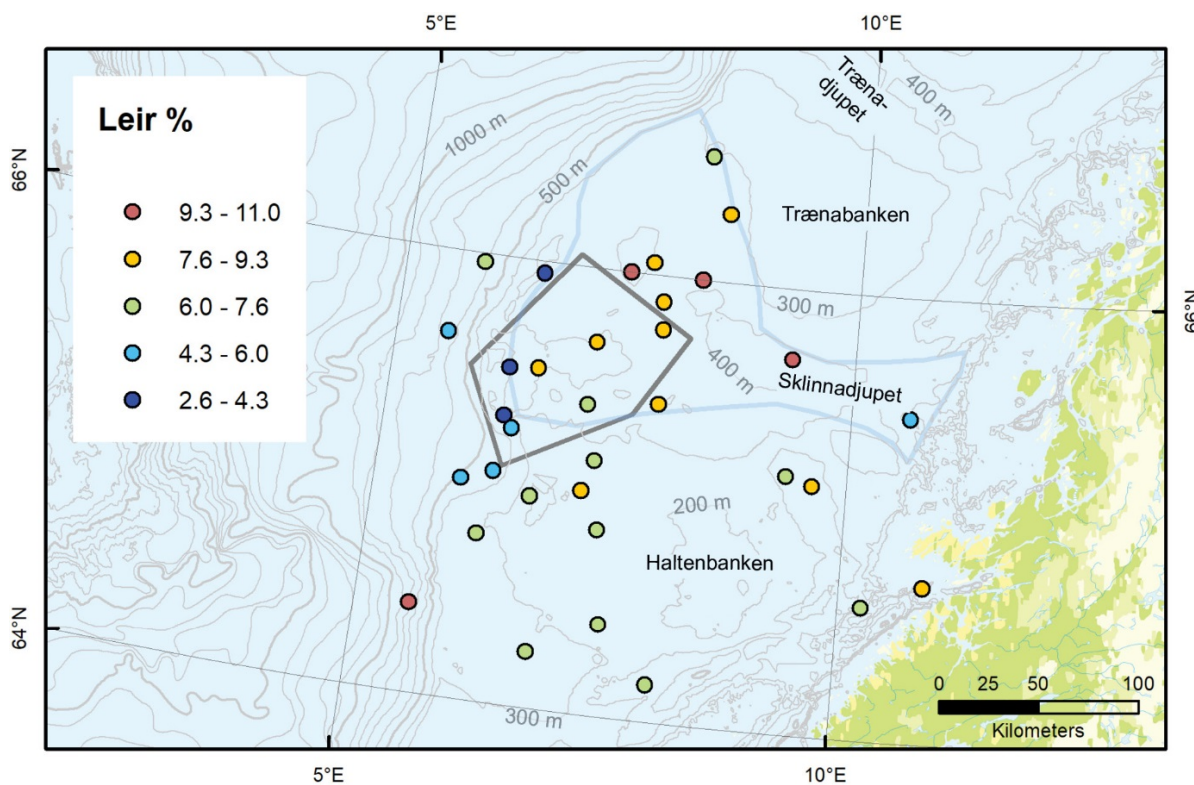 5°E
10°E
Leir %
9.3 - 11.0
7.6 - 9.3
6.0 - 7.6
4.3 - 6.0
2.6 - 4.3
66°N
64°N
1000 m
500 m
Træna-
djupet
400 m
Trænabanken
300 m
66°N
400 m
Sklinnadjupet
200 m
Haltenbanken
300 m
0 25 50 100
Kilometers
5°E
10°E